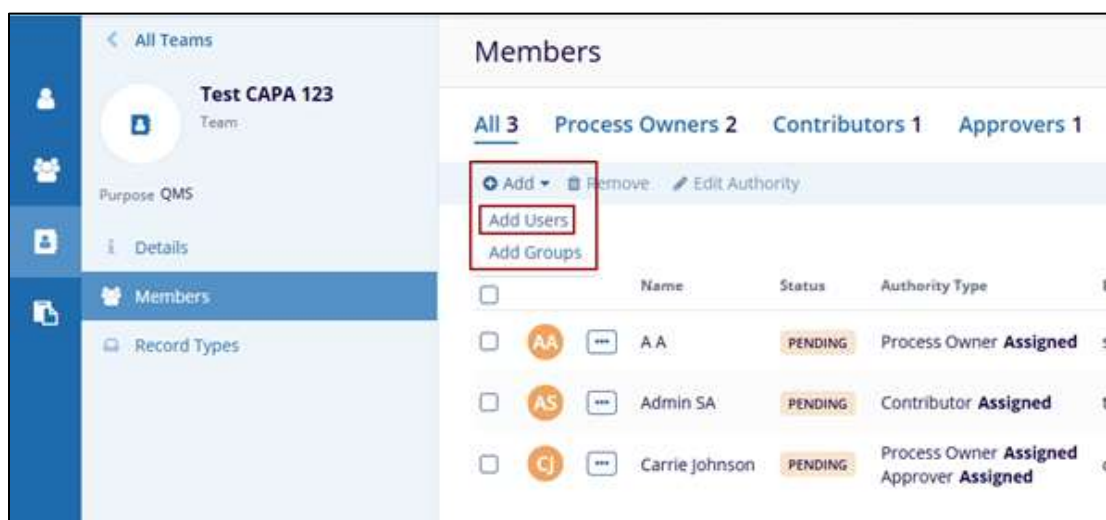 All Teams
Test CAPA 123
Team
Purpose QMS
Details
Members
Record Types
Members
All 3 Process Owners 2 Contributors 1 Approvers 1
Add Remove Edit Authority
Add Users
Add Groups
Name Status Authority Type
AA A A PENDING Process Owner Assigned
AS Admin SA PENDING Contributor Assigned
CJ Carrie Johnson PENDING Process Owner Assigned
Approver Assigned